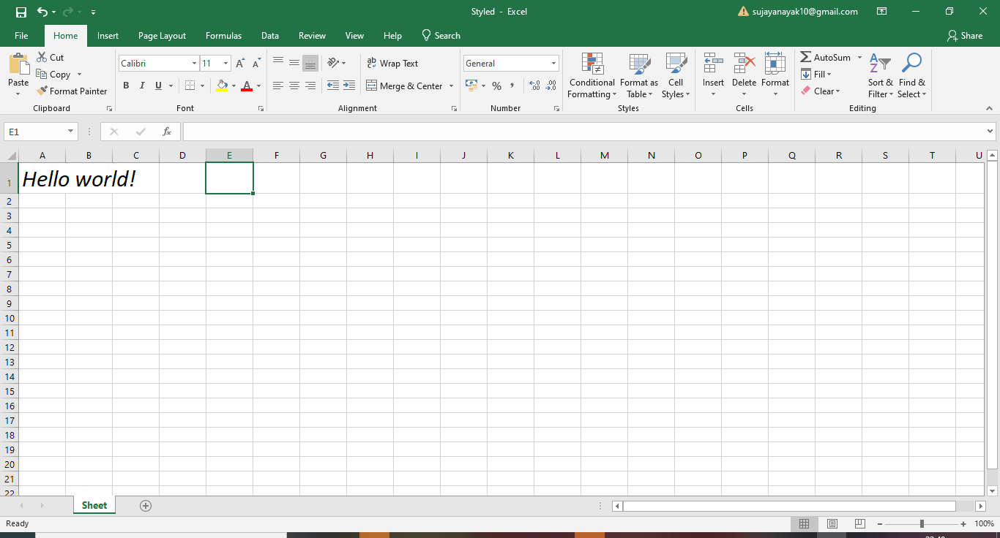 Styled - Excel
sujayanayak10@gmail.com
File Home Insert Page Layout Formulas Data Review View Help Search Share
Paste
Cut
Copy
Format Painter
Clipboard
Calibri 11 A A
B I U A
Font
ab Wrap Text
Merge & Center
Alignment
General
% , .00 .0
Number
Conditional Formatting
Format as Table
Cell Styles
Styles
Insert Delete Format
Cells
AutoSum
Fill
Clear
Sort & Filter
Find & Select
Editing
E1 fx
A B C D E F G H I J K L M N O P Q R S T U
1 Hello world!
2
3
4
5
6
7
8
9
10
11
12
13
14
15
16
17
18
19
20
21
22
Sheet
Ready
100%